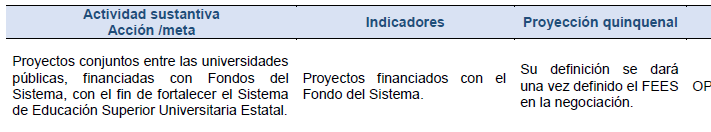 Actividad sustantiva
Acción /meta
Indicadores
Proyección quinquenal
Proyectos conjuntos entre las universidades
públicas, financiadas con Fondos del
Sistema, con el fin de fortalecer el Sistema
de Educación Superior Universitaria Estatal.
Proyectos financiados con el
Fondo del Sistema.
Su definición se dará
una vez definido el FEES
en la negociación.
OP